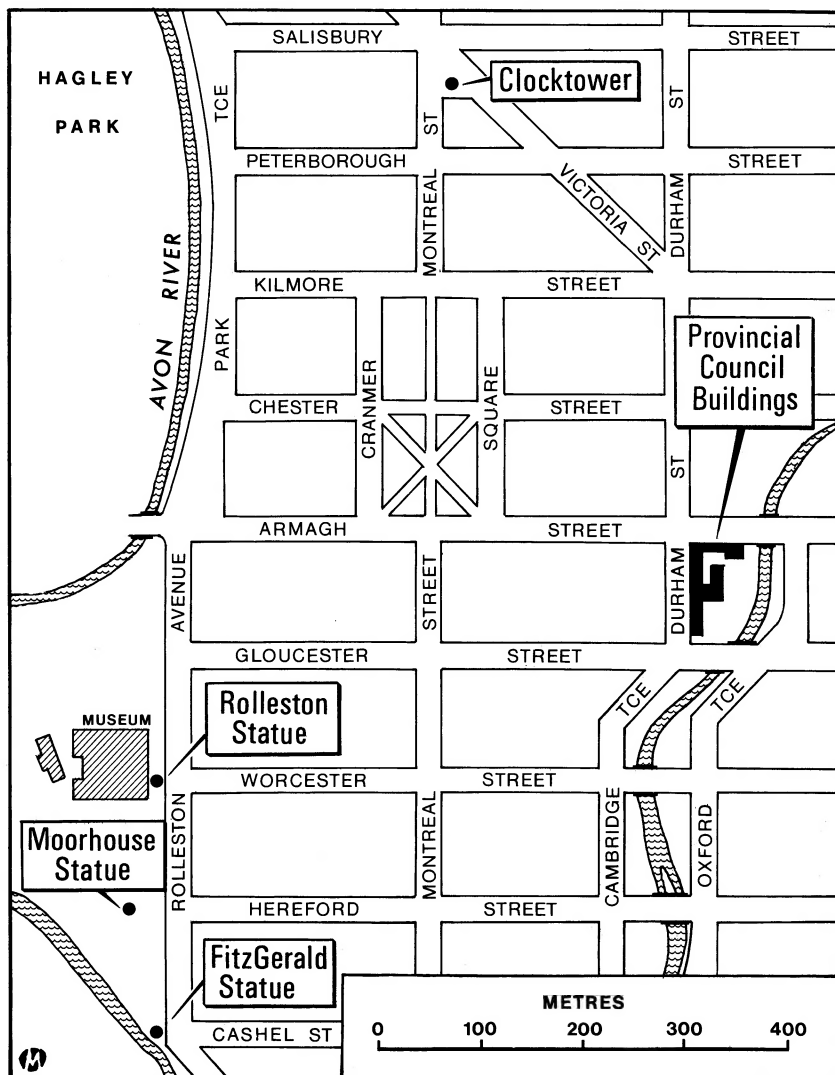 SALISBURY STREET
HAGLEY
PARK
Clocktower
TCE
ST
ST
PETERBOROUGH STREET
MONTREAL
VICTORIA ST
DURHAM
AVON RIVER
KILMORE STREET
PARK
Provincial
Council
Buildings
CHESTER STREET
CRANMER
SQUARE
ST
ARMAGH STREET
AVENUE
STREET
DURHAM
GLOUCESTER STREET
TCE
TCE
Rolleston
Statue
MUSEUM
WORCESTER STREET
Moorhouse
Statue
ROLLESTON
MONTREAL
CAMBRIDGE
OXFORD
HEREFORD STREET
FitzGerald
Statue
CASHEL ST
METRES
0 100 200 300 400
M